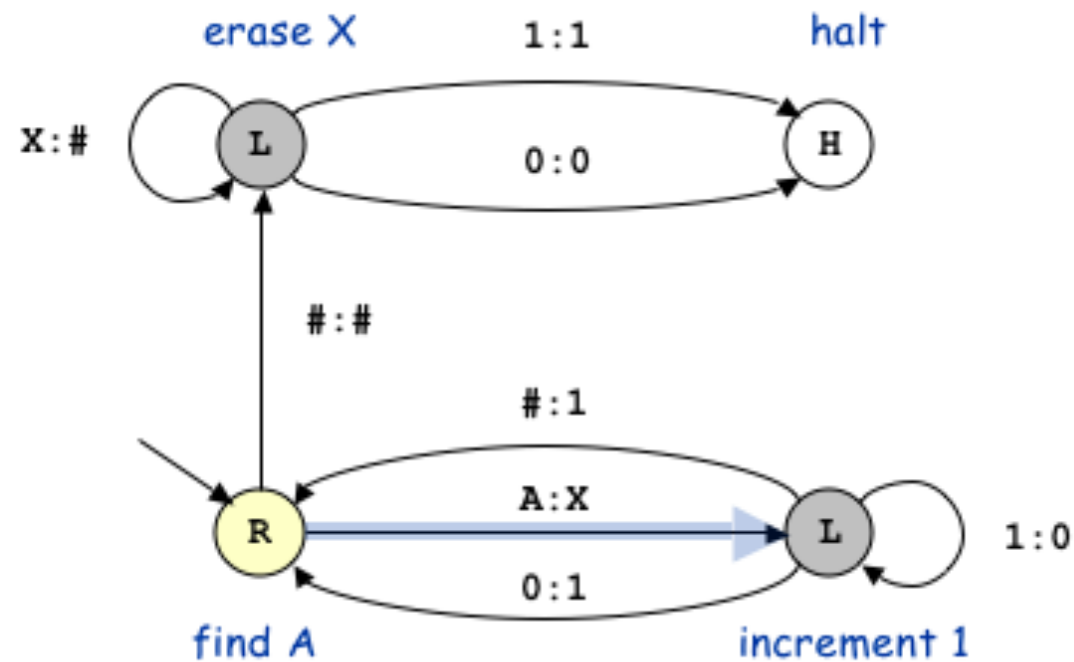 erase X
1:1
halt
X:#
L
H
0:0
#:#
#:1
A:X
R
L
1:0
0:1
find A
increment 1